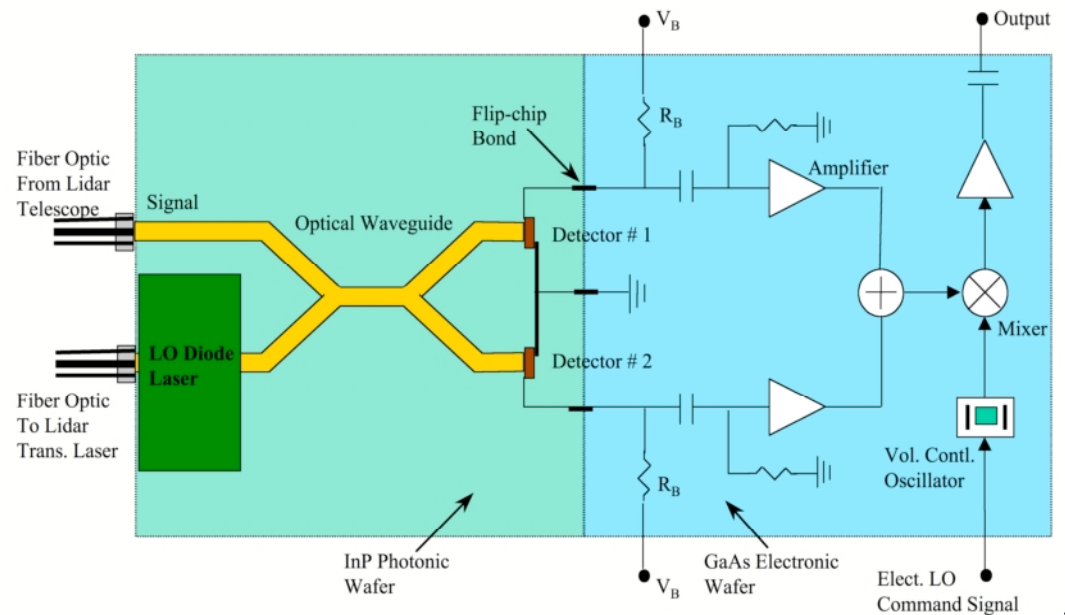 V_B
Output
Flip-chip
Bond
R_B
Amplifier
Fiber Optic
From Lidar
Telescope
Signal
Optical Waveguide
Detector # 1
Mixer
LO Diode
Laser
Detector # 2
Fiber Optic
To Lidar
Trans. Laser
Vol. Contl.
Oscillator
R_B
InP Photonic
Wafer
GaAs Electronic
Wafer
V_B
Elect. LO
Command Signal